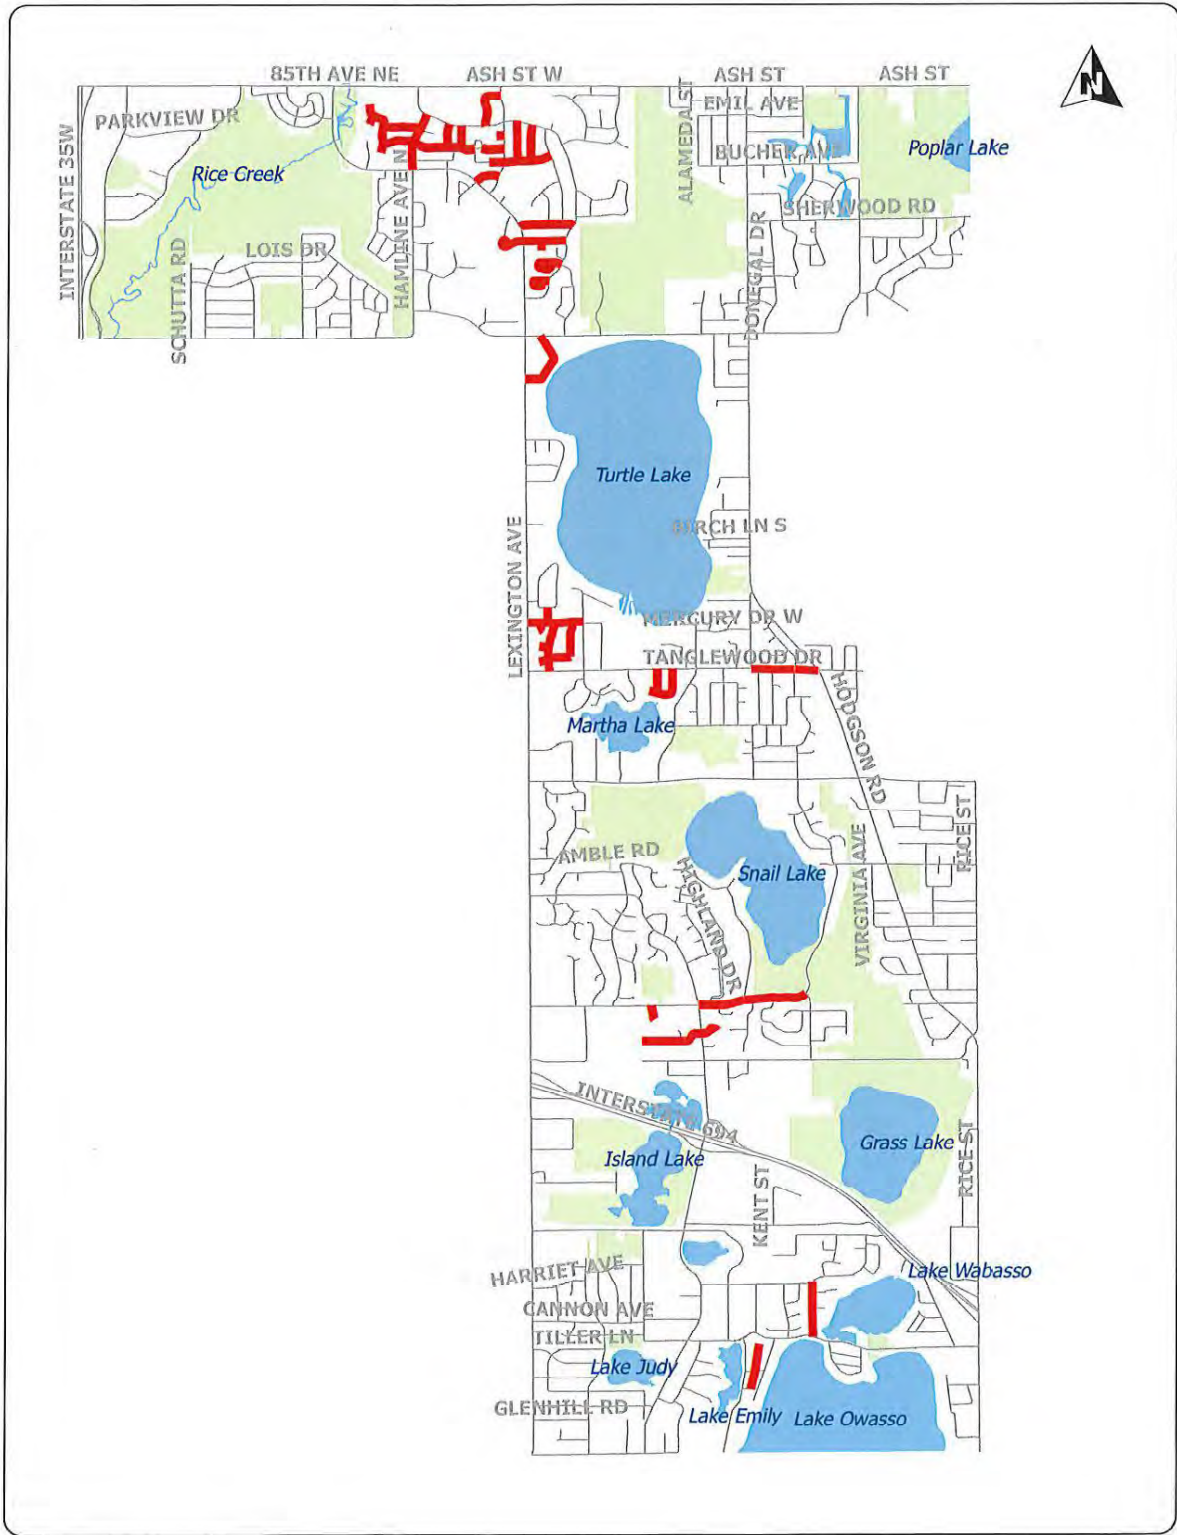 N
85TH AVE NE
ASH ST W
ASH ST
ASH ST
PARKVIEW DR
EMIL AVE
ALAMEDA ST
BUCHER AVE
Poplar Lake
Rice Creek
INTERSTATE 35W
HAMLINE AVE N
SHERWOOD RD
LOIS DR
SCHUTTA RD
DONEGAL DR
Turtle Lake
BIRCH LN S
LEXINGTON AVE
MERCURY DR W
TANGLEWOOD DR
HODGSON RD
Martha Lake
RICE ST
AMBLE RD
Snail Lake
HIGHLAND DR
VIRGINIA AVE
INTERSTATE 694
Grass Lake
Island Lake
RICE ST
KENT ST
HARRIET AVE
Lake Wabasso
CANNON AVE
TILLER LN
Lake Judy
GLENHILL RD
Lake Emily
Lake Owasso